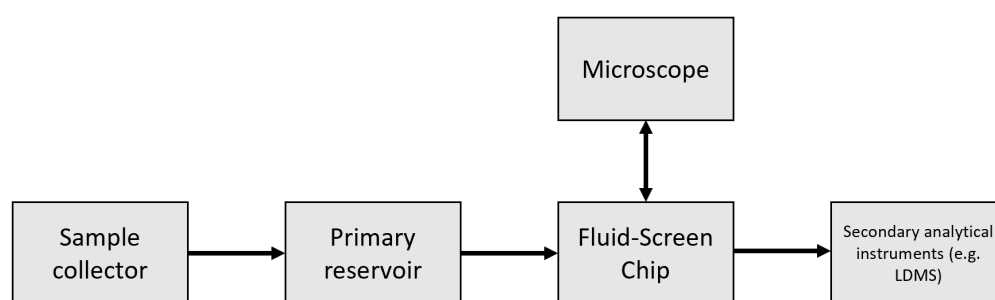 Microscope
Sample
collector
Primary
reservoir
Fluid-Screen
Chip
Secondary analytical
instruments (e.g.
LDMS)